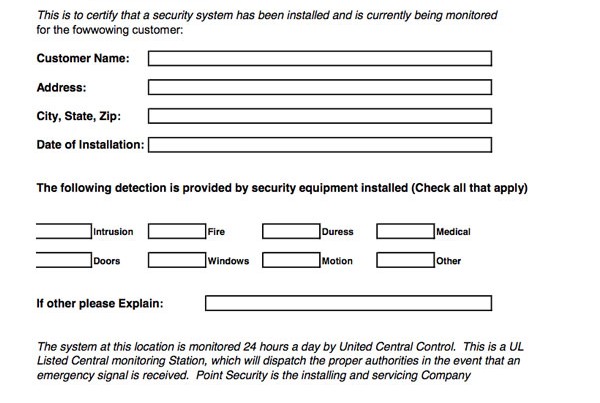 This is to certify that a security system has been installed and is currently being monitored
for the fowwowing customer:
Customer Name:
Address:
City, State, Zip:
Date of Installation:
The following detection is provided by security equipment installed (Check all that apply)
Intrusion Fire Duress Medical
Doors Windows Motion Other
If other please Explain:
The system at this location is monitored 24 hours a day by United Central Control. This is a UL
Listed Central monitoring Station, which will dispatch the proper authorities in the event that an
emergency signal is received. Point Security is the installing and servicing Company